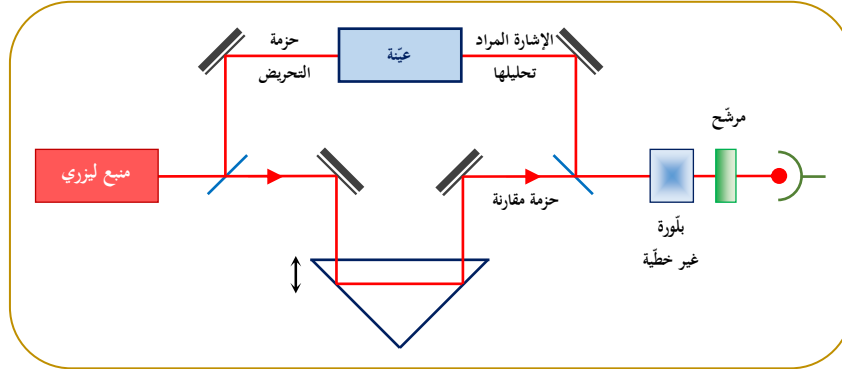 حزمة
التحريض
عيّنة
الإشارة المراد
تحليلها
مرشّح
منبع ليزري
حزمة مقارنة
بلّورة
غير خطّية